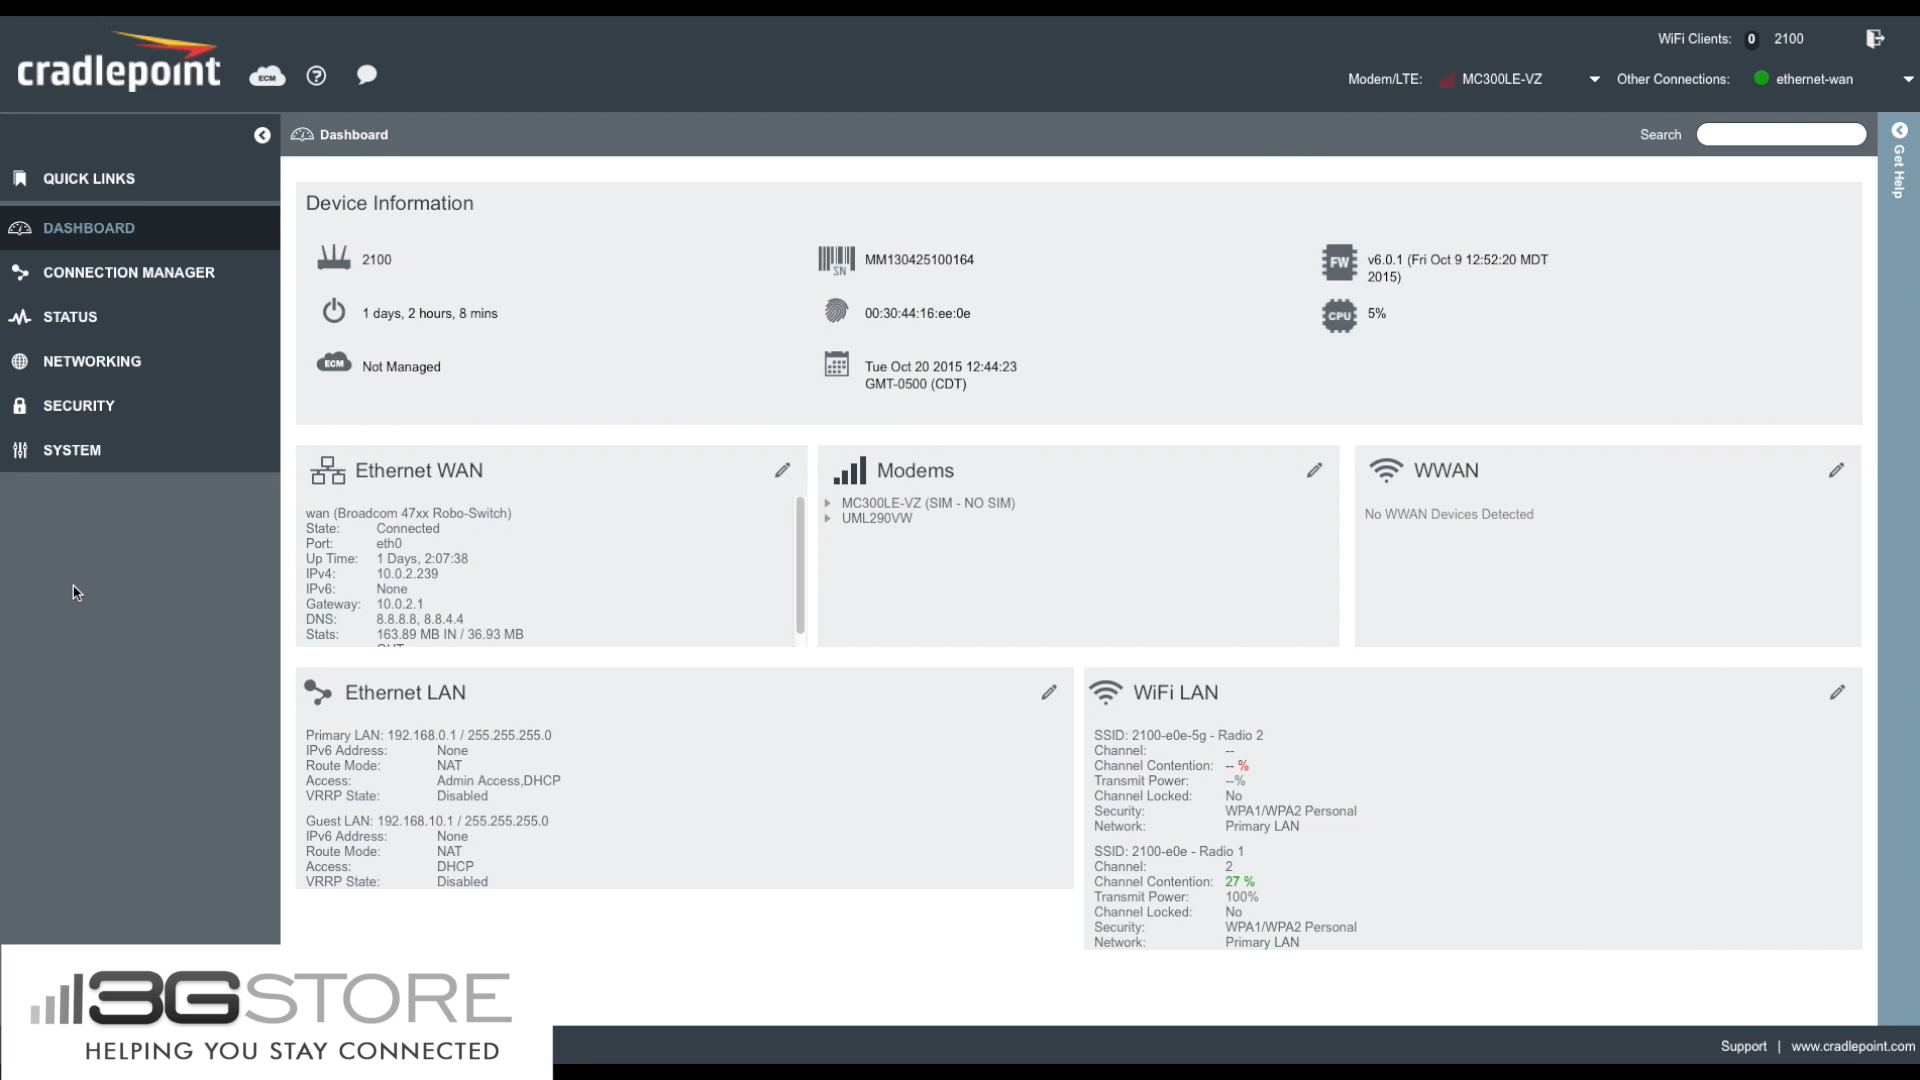 WiFi Clients: 0 2100
cradlepoint ECM ?
Modem/LTE: MC300LE-VZ Other Connections: ethernet-wan
Dashboard
Search
Get Help
QUICK LINKS
DASHBOARD
CONNECTION MANAGER
STATUS
NETWORKING
SECURITY
SYSTEM
Device Information
2100
SN MM130425100164
FW v6.0.1 (Fri Oct 9 12:52:20 MDT
2015)
1 days, 2 hours, 8 mins
00:30:44:16:ee:0e
CPU 5%
ECM Not Managed
Tue Oct 20 2015 12:44:23
GMT-0500 (CDT)
Ethernet WAN
wan (Broadcom 47xx Robo-Switch)
State: Connected
Port: eth0
Up Time: 1 Days, 2:07:38
IPv4: 10.0.2.239
IPv6: None
Gateway: 10.0.2.1
DNS: 8.8.8.8, 8.8.4.4
Stats: 163.89 MB IN / 36.93 MB
Modems
MC300LE-VZ (SIM - NO SIM)
UML290VW
WWAN
No WWAN Devices Detected
Ethernet LAN
Primary LAN: 192.168.0.1 / 255.255.255.0
IPv6 Address: None
Route Mode: NAT
Access: Admin Access,DHCP
VRRP State: Disabled
Guest LAN: 192.168.10.1 / 255.255.255.0
IPv6 Address: None
Route Mode: NAT
Access: DHCP
VRRP State: Disabled
WiFi LAN
SSID: 2100-e0e-5g - Radio 2
Channel: --
Channel Contention: -- %
Transmit Power: --%
Channel Locked: No
Security: WPA1/WPA2 Personal
Network: Primary LAN
SSID: 2100-e0e - Radio 1
Channel: 2
Channel Contention: 27 %
Transmit Power: 100%
Channel Locked: No
Security: WPA1/WPA2 Personal
Network: Primary LAN
3GSTORE
HELPING YOU STAY CONNECTED
Support | www.cradlepoint.com